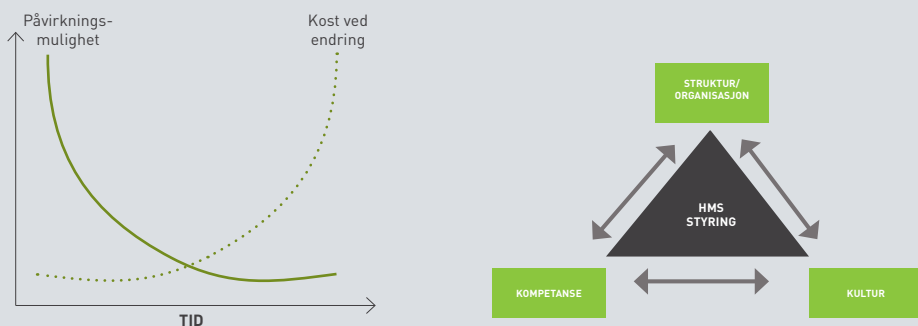 Påvirknings-
mulighet
Kost ved
endring
TID
STRUKTUR/
ORGANISASJON
HMS
STYRING
KOMPETANSE
KULTUR